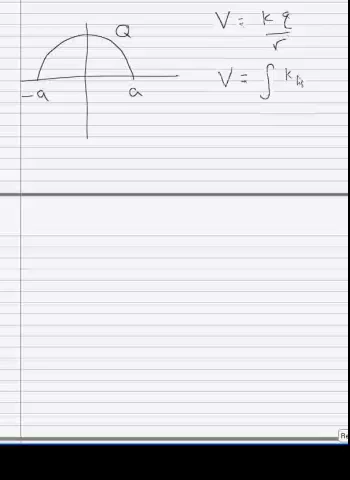 Q
-a a
V = kq/r
V = ∫ k